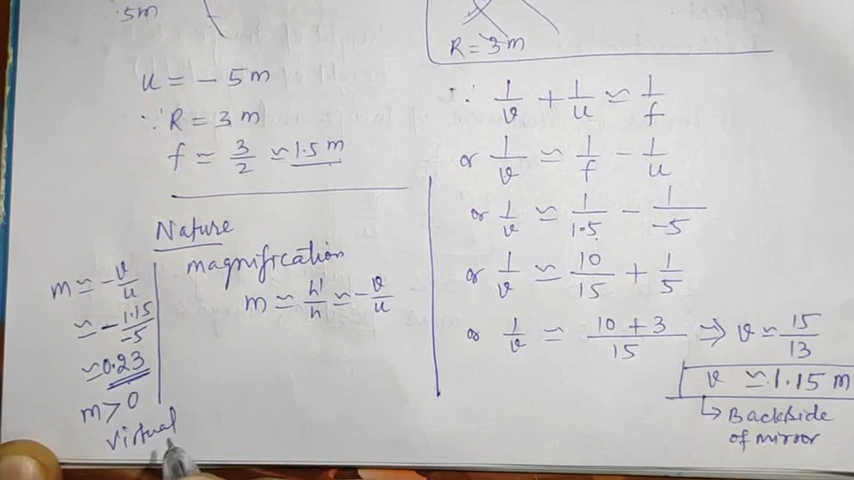 .5m
R = 3m
u = - 5m
∵ R = 3 m
f ≃ 3/2 ≃ 1.5 m
∵ 1/v + 1/u ≃ 1/f
or 1/v ≃ 1/f - 1/u
or 1/v ≃ 1/1.5 - 1/-5
or 1/v ≃ 10/15 + 1/5
or 1/v ≃ 10 + 3/15 ⇒ v ≃ 15/13
v ≃ 1.15 m
↳ Backside
of mirror
Nature
magnification
m ≃ h'/h ≃ - v/u
m ≃ - v/u
≃ - 1.15/-5
≃ 0.23
m > 0
virtual